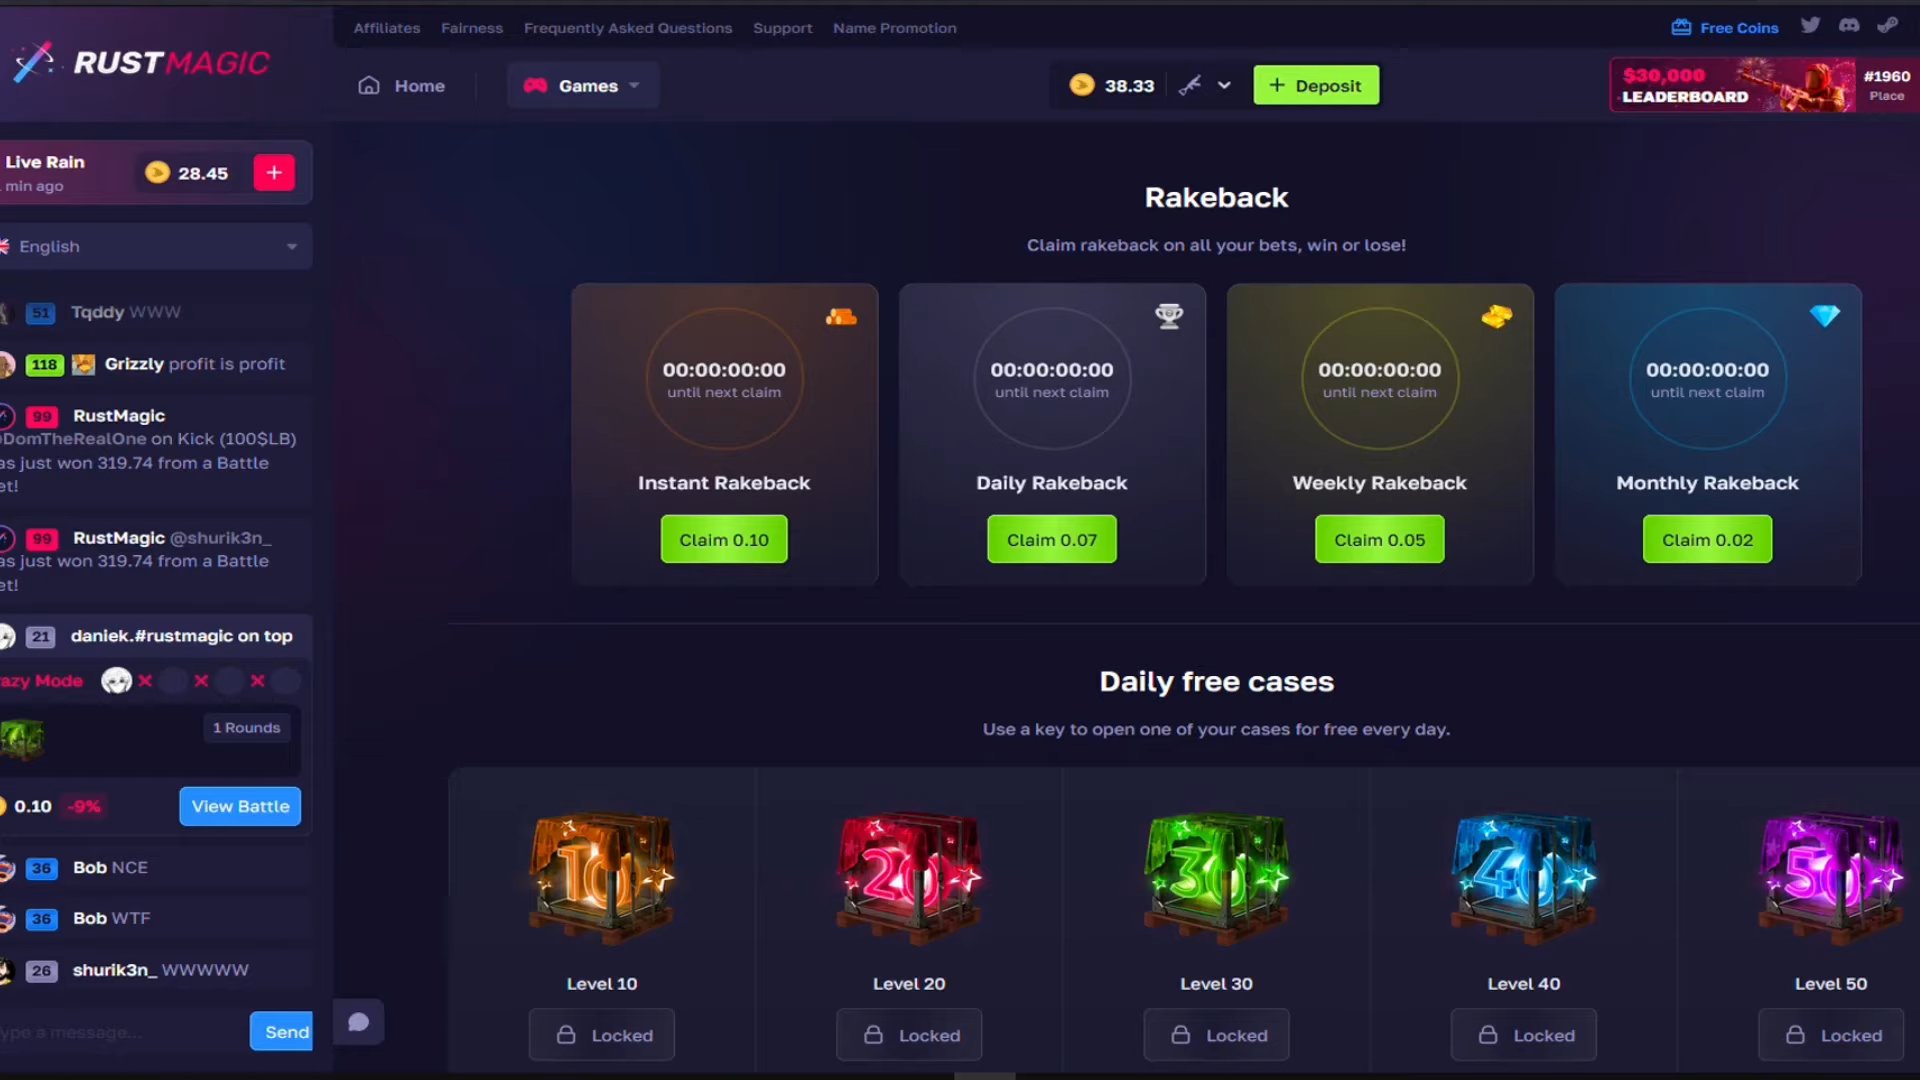 Affiliates Fairness Frequently Asked Questions Support Name Promotion
Free Coins
RUSTMAGIC
Home
Games
38.33
Deposit
$30,000
LEADERBOARD
#1960
Place
Live Rain
min ago
28.45
English
51 Tqddy WWW
118 Grizzly profit is profit
99 RustMagic
DomTheRealOne on Kick (100$LB)
as just won 319.74 from a Battle
et!
99 RustMagic @shurik3n_
as just won 319.74 from a Battle
et!
21 daniek.#rustmagic on top
azy Mode
1 Rounds
0.10 -9%
View Battle
36 Bob NCE
36 Bob WTF
26 shurik3n_ WWWWW
ype a message...
Send
Rakeback
Claim rakeback on all your bets, win or lose!
00:00:00:00
until next claim
Instant Rakeback
Claim 0.10
00:00:00:00
until next claim
Daily Rakeback
Claim 0.07
00:00:00:00
until next claim
Weekly Rakeback
Claim 0.05
00:00:00:00
until next claim
Monthly Rakeback
Claim 0.02
Daily free cases
Use a key to open one of your cases for free every day.
10
Level 10
Locked
20
Level 20
Locked
30
Level 30
Locked
40
Level 40
Locked
50
Level 50
Locked